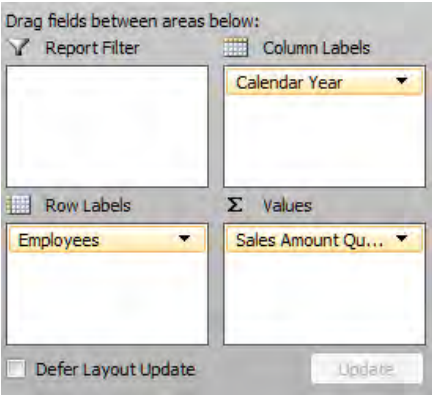 Drag fields between areas below:
Report Filter
Column Labels
Calendar Year
Row Labels
Σ Values
Employees
Sales Amount Qu...
Defer Layout Update
Update